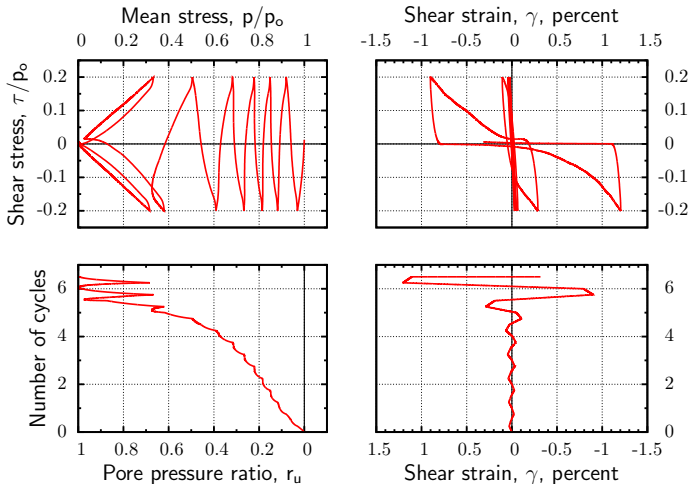 Mean stress, p/pₒ
Shear strain, γ, percent
0 0.2 0.4 0.6 0.8 1
-1.5 -1 -0.5 0 0.5 1 1.5
Shear stress, τ/pₒ
0.2
0.1
0
-0.1
-0.2
0.2
0.1
0
-0.1
-0.2
Number of cycles
6
4
2
0
6
4
2
0
1 0.8 0.6 0.4 0.2 0
1.5 1 0.5 0 -0.5 -1 -1.5
Pore pressure ratio, rᵤ
Shear strain, γ, percent